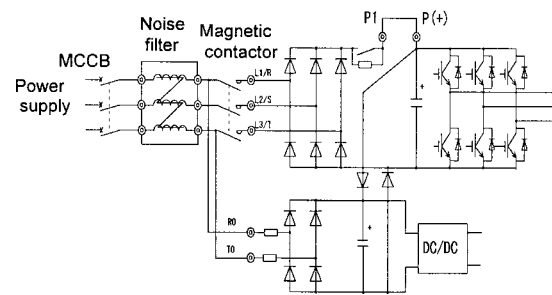 P1 P(+)
Noise filter
Magnetic contactor
MCCB
Power supply
L1/R
L2/S
L3/T
+
+
R0
T0
DC/DC